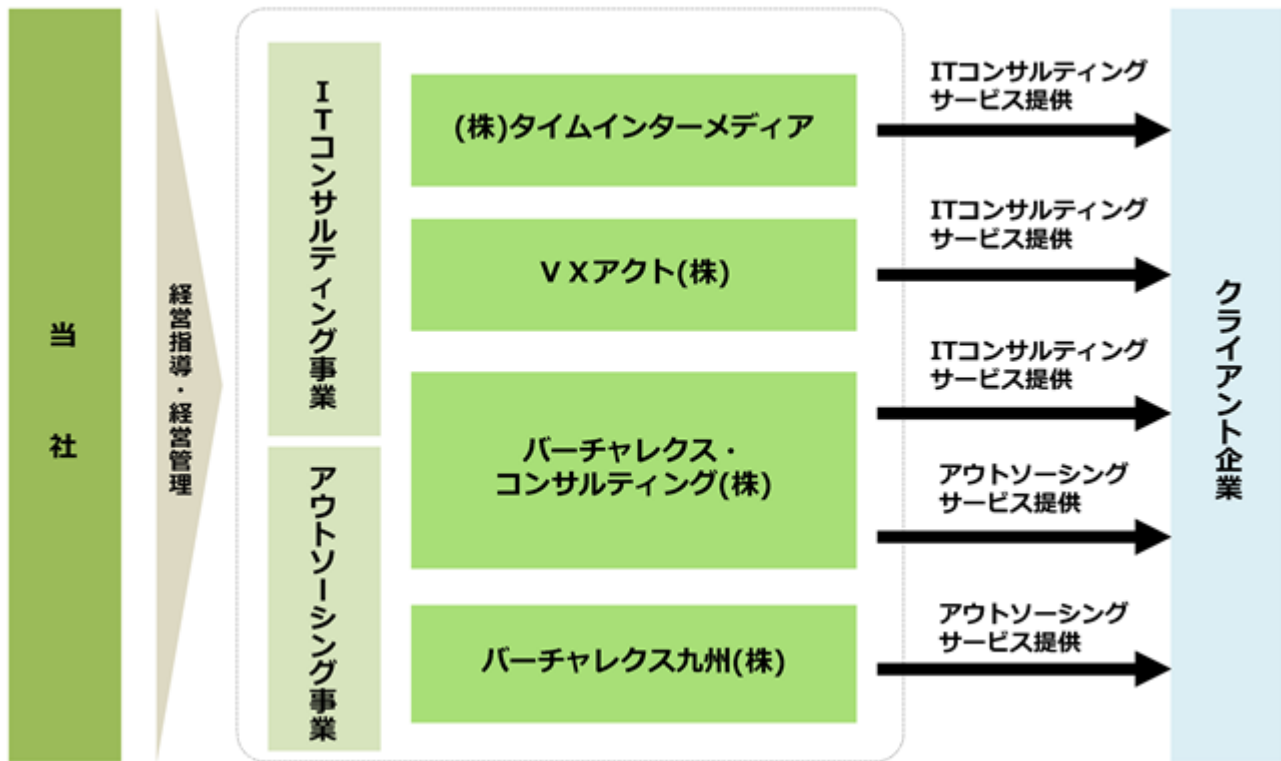 当社
経営指導・経営管理
ITコンサルティング事業
アウトソーシング事業
(株)タイムインターメディア
ＶＸアクト(株)
バーチャレクス・
コンサルティング(株)
バーチャレクス九州(株)
ITコンサルティング
サービス提供
ITコンサルティング
サービス提供
ITコンサルティング
サービス提供
アウトソーシング
サービス提供
アウトソーシング
サービス提供
クライアント企業